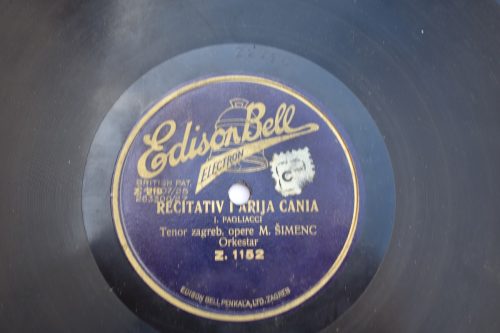 Edison Bell
ELECTRON
BRITISH PAT.
C
RECITATIV I ARIJA CANIA
I. PAGLIACCI
Tenor zagreb. opere M. ŠIMENC
Orkestar
Z. 1152
EDISON BELL PENKALA, LTD. ZAGREB